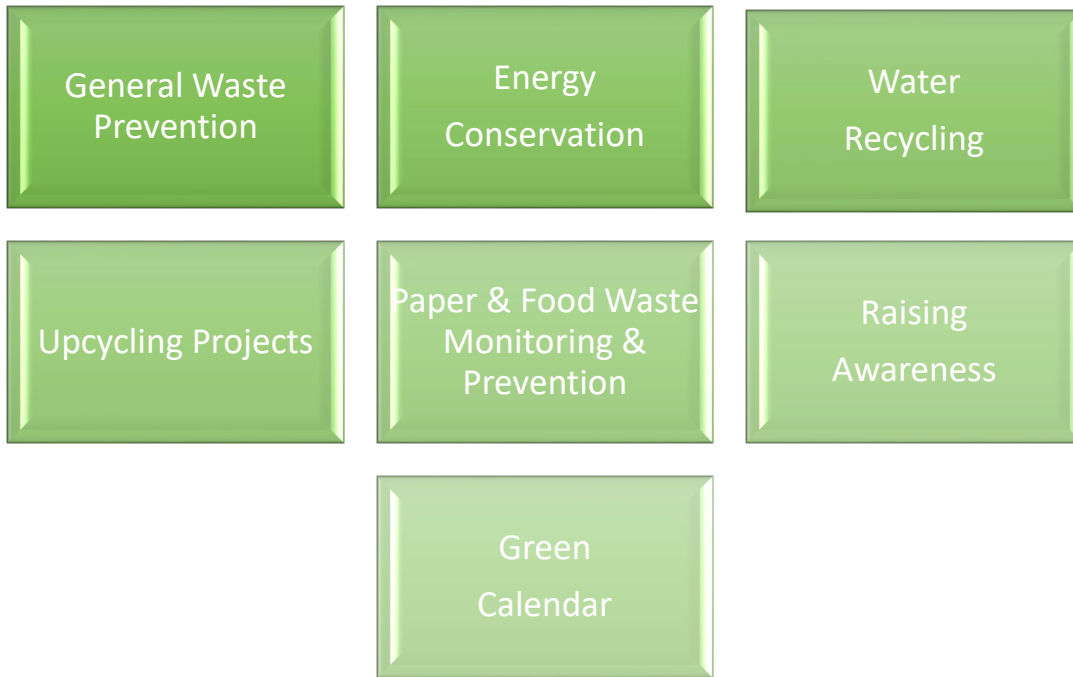 General Waste
Prevention
Energy
Conservation
Water
Recycling
Upcycling Projects
Paper & Food Waste
Monitoring &
Prevention
Raising
Awareness
Green
Calendar